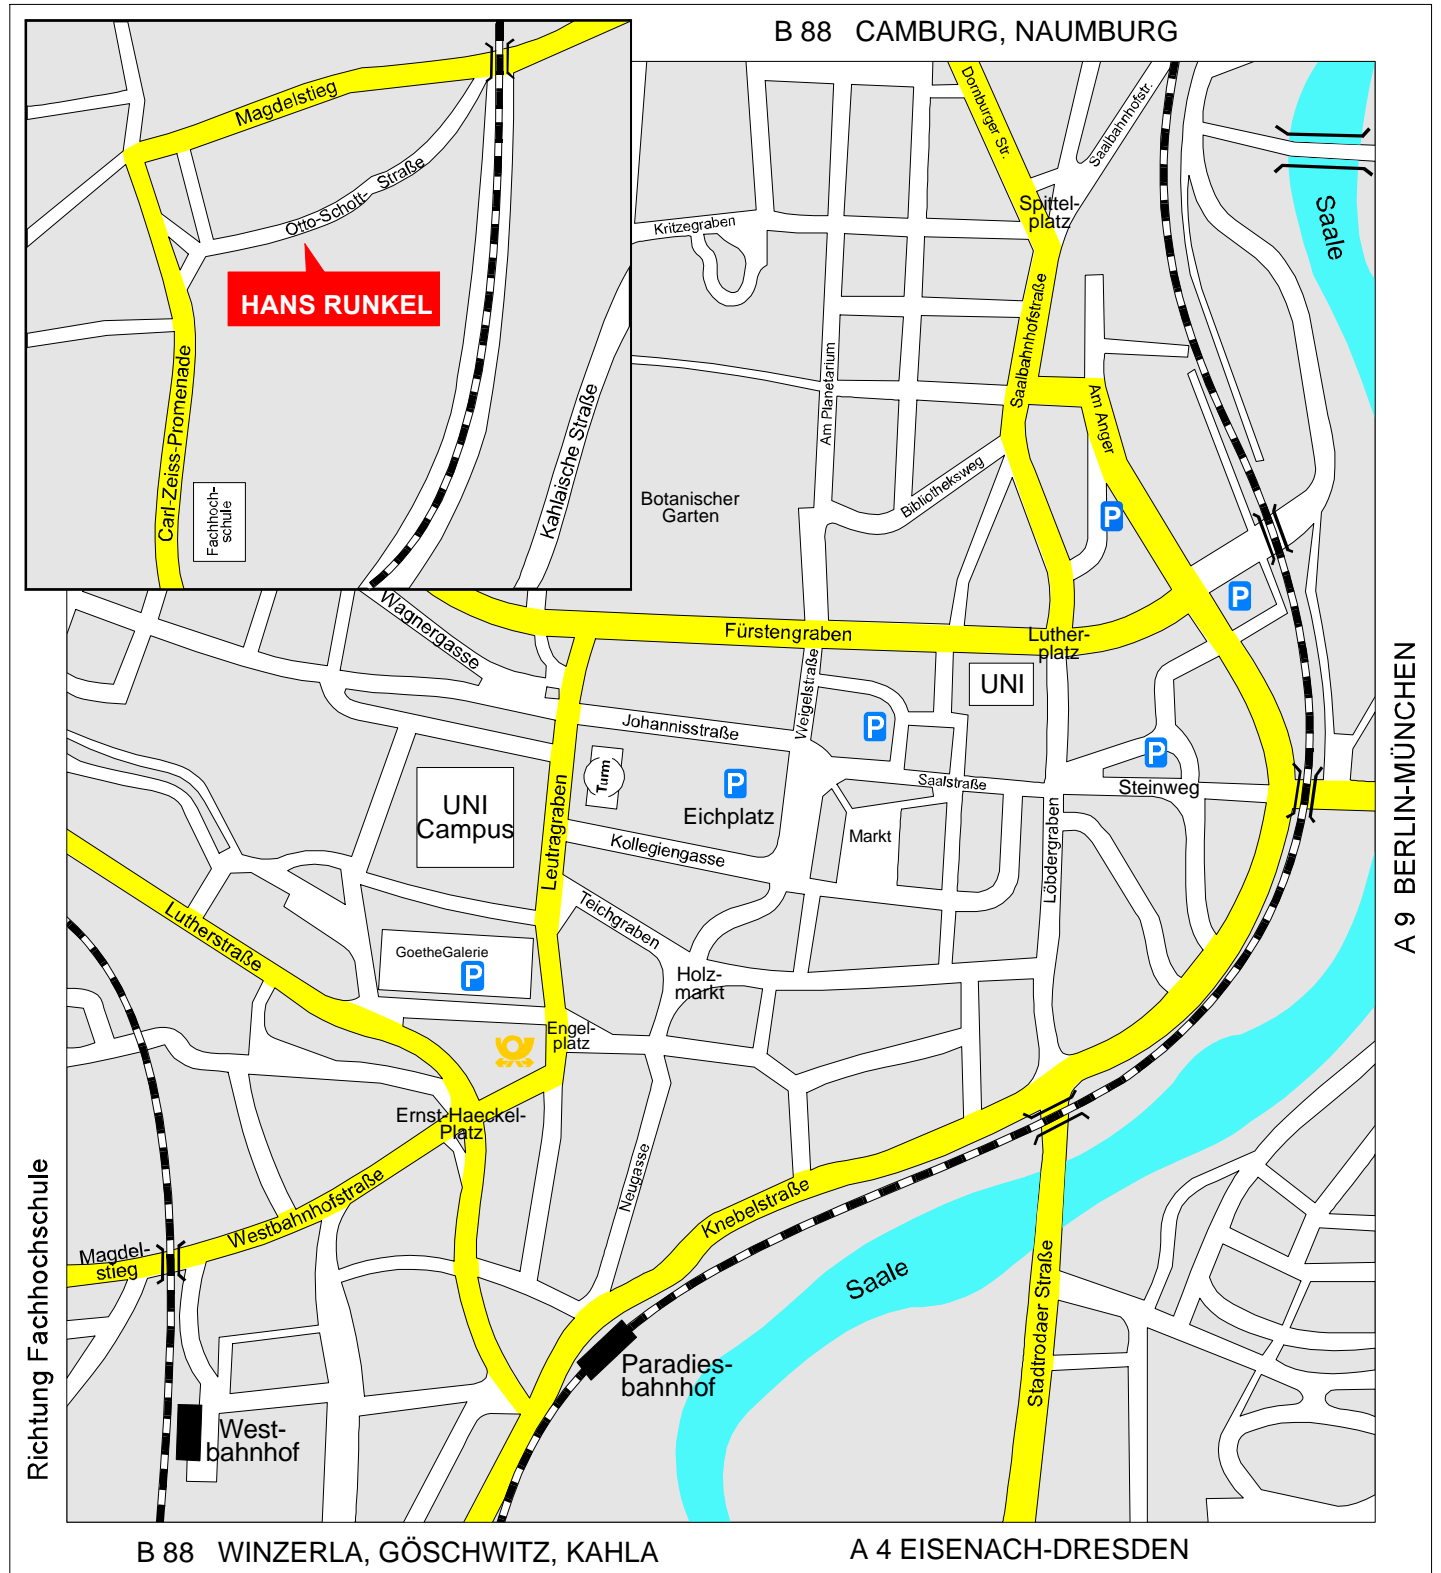 B 88 CAMBURG, NAUMBURG
Magdelstieg
Otto-Schott-
Straße
HANS RUNKEL
Carl-Zeiss-Promenade
Fachhoch-
schule
Kahlaische Straße
Dornburger Str.
Saalbahnhofstr.
Spittel-
platz
Saale
Kritzegraben
Saalbahnhofstraße
Am Planetarium
Am Anger
Bibliotheksweg
Botanischer
Garten
P
P
Wagnergasse
Fürstengraben
Luther-
platz
UNI
Weigelstraße
Johannisstraße
P
P
Turm
P
Eichplatz
Saalstraße
Steinweg
UNI
Campus
Leutragraben
Kollegiengasse
Markt
Löbdergraben
A 9 BERLIN-MÜNCHEN
Teichgraben
Lutherstraße
GoetheGalerie
P
Holz-
markt
Engel-
platz
Ernst-Haeckel-
Platz
Neugasse
Knebelstraße
Westbahnhofstraße
Magdel-
stieg
Saale
Stadtrodaer Straße
Paradies-
bahnhof
West-
bahnhof
Richtung Fachhochschule
B 88 WINZERLA, GÖSCHWITZ, KAHLA
A 4 EISENACH-DRESDEN